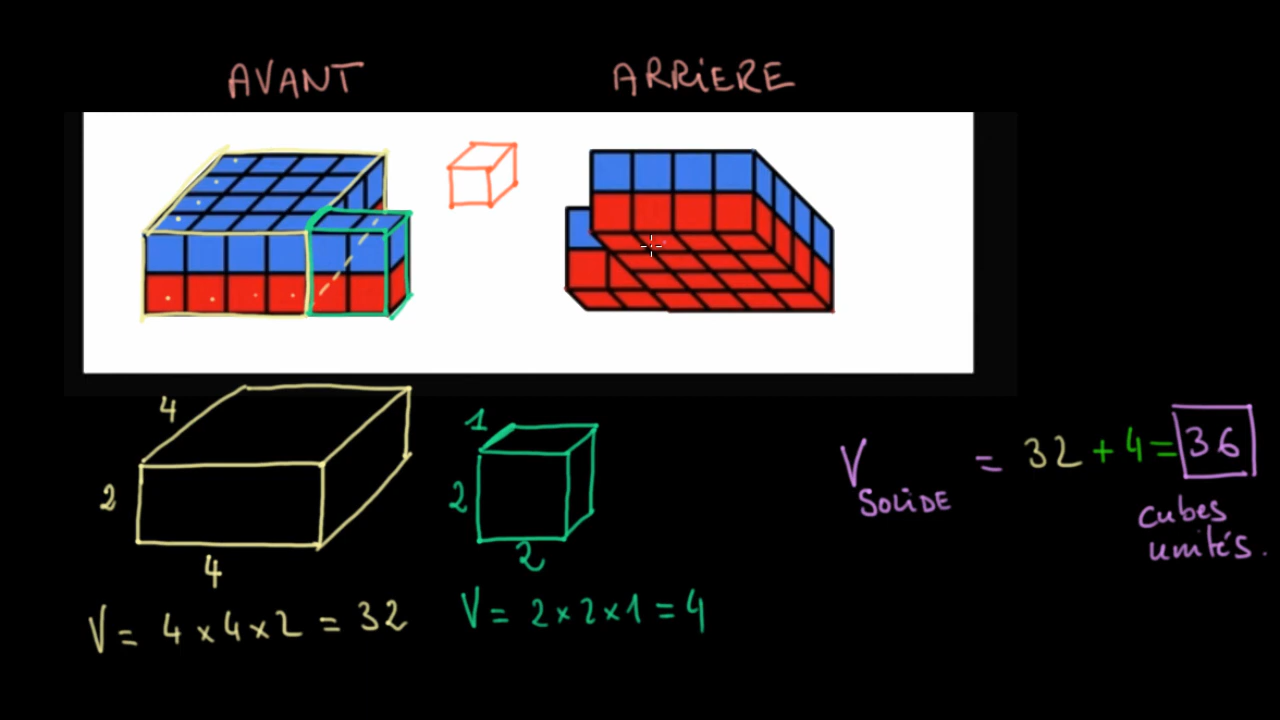 AVANT
ARRIERE
4
2
4
V = 4 x 4 x 2 = 32
1
2
2
V = 2 x 2 x 1 = 4
V SOLIDE = 32 + 4 = 36
cubes
unités.